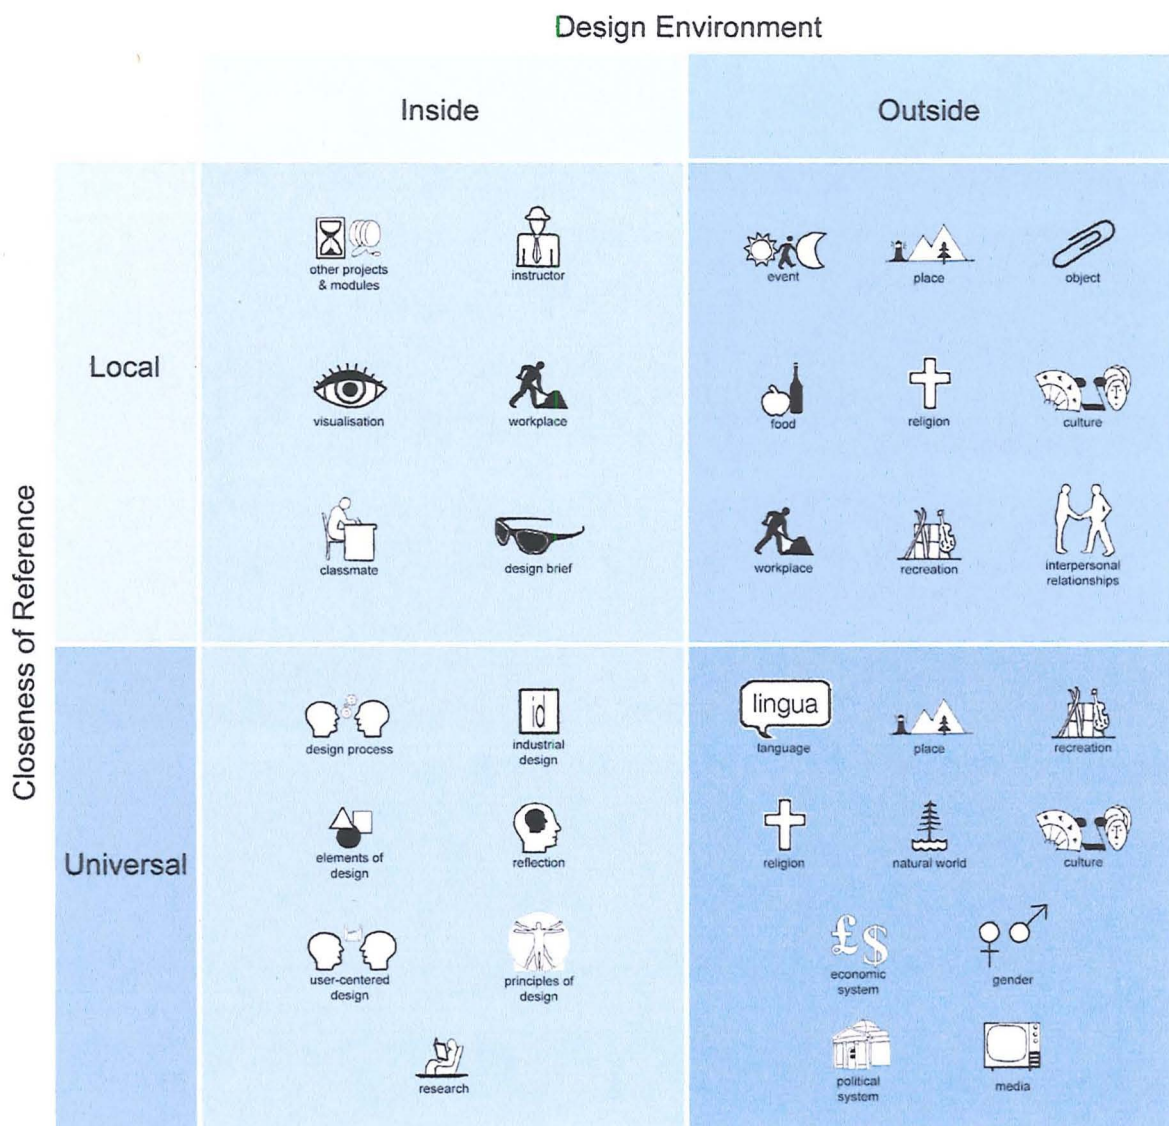 Design Environment
Inside
Outside
Closeness of Reference
Local
other projects
& modules
instructor
visualisation
workplace
classmate
design brief
event
place
object
food
religion
culture
workplace
recreation
interpersonal
relationships
Universal
design process
id
industrial
design
elements of
design
reflection
user-centered
design
principles of
design
research
lingua
language
place
recreation
religion
natural world
culture
£$
economic
system
gender
political
system
media